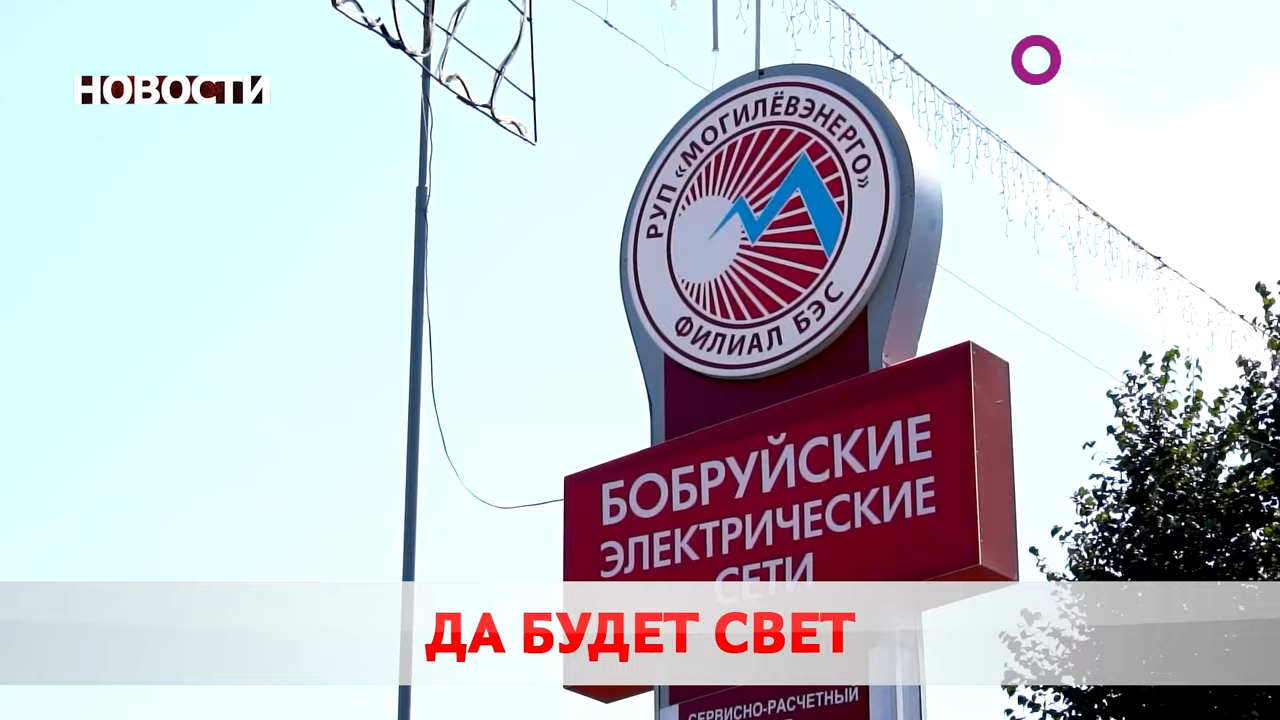 НОВОСТИ
РУП «МОГИЛЁВЭНЕРГО»
ФИЛИАЛ БЭС
БОБРУЙСКИЕ
ЭЛЕКТРИЧЕСКИЕ
СЕТИ
ДА БУДЕТ СВЕТ
СЕРВИСНО-РАСЧЕТНЫЙ